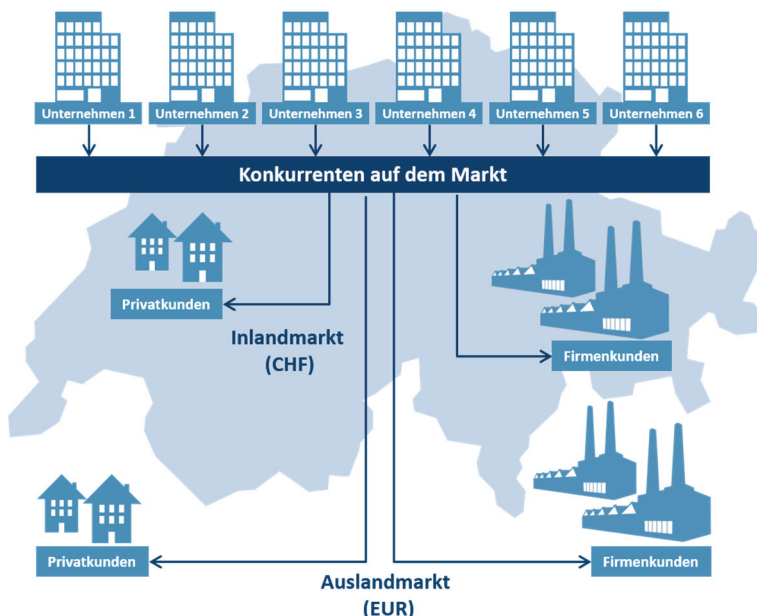 Unternehmen 1
Unternehmen 2
Unternehmen 3
Unternehmen 4
Unternehmen 5
Unternehmen 6
Konkurrenten auf dem Markt
Privatkunden
Inlandmarkt
(CHF)
Firmenkunden
Privatkunden
Firmenkunden
Auslandmarkt
(EUR)